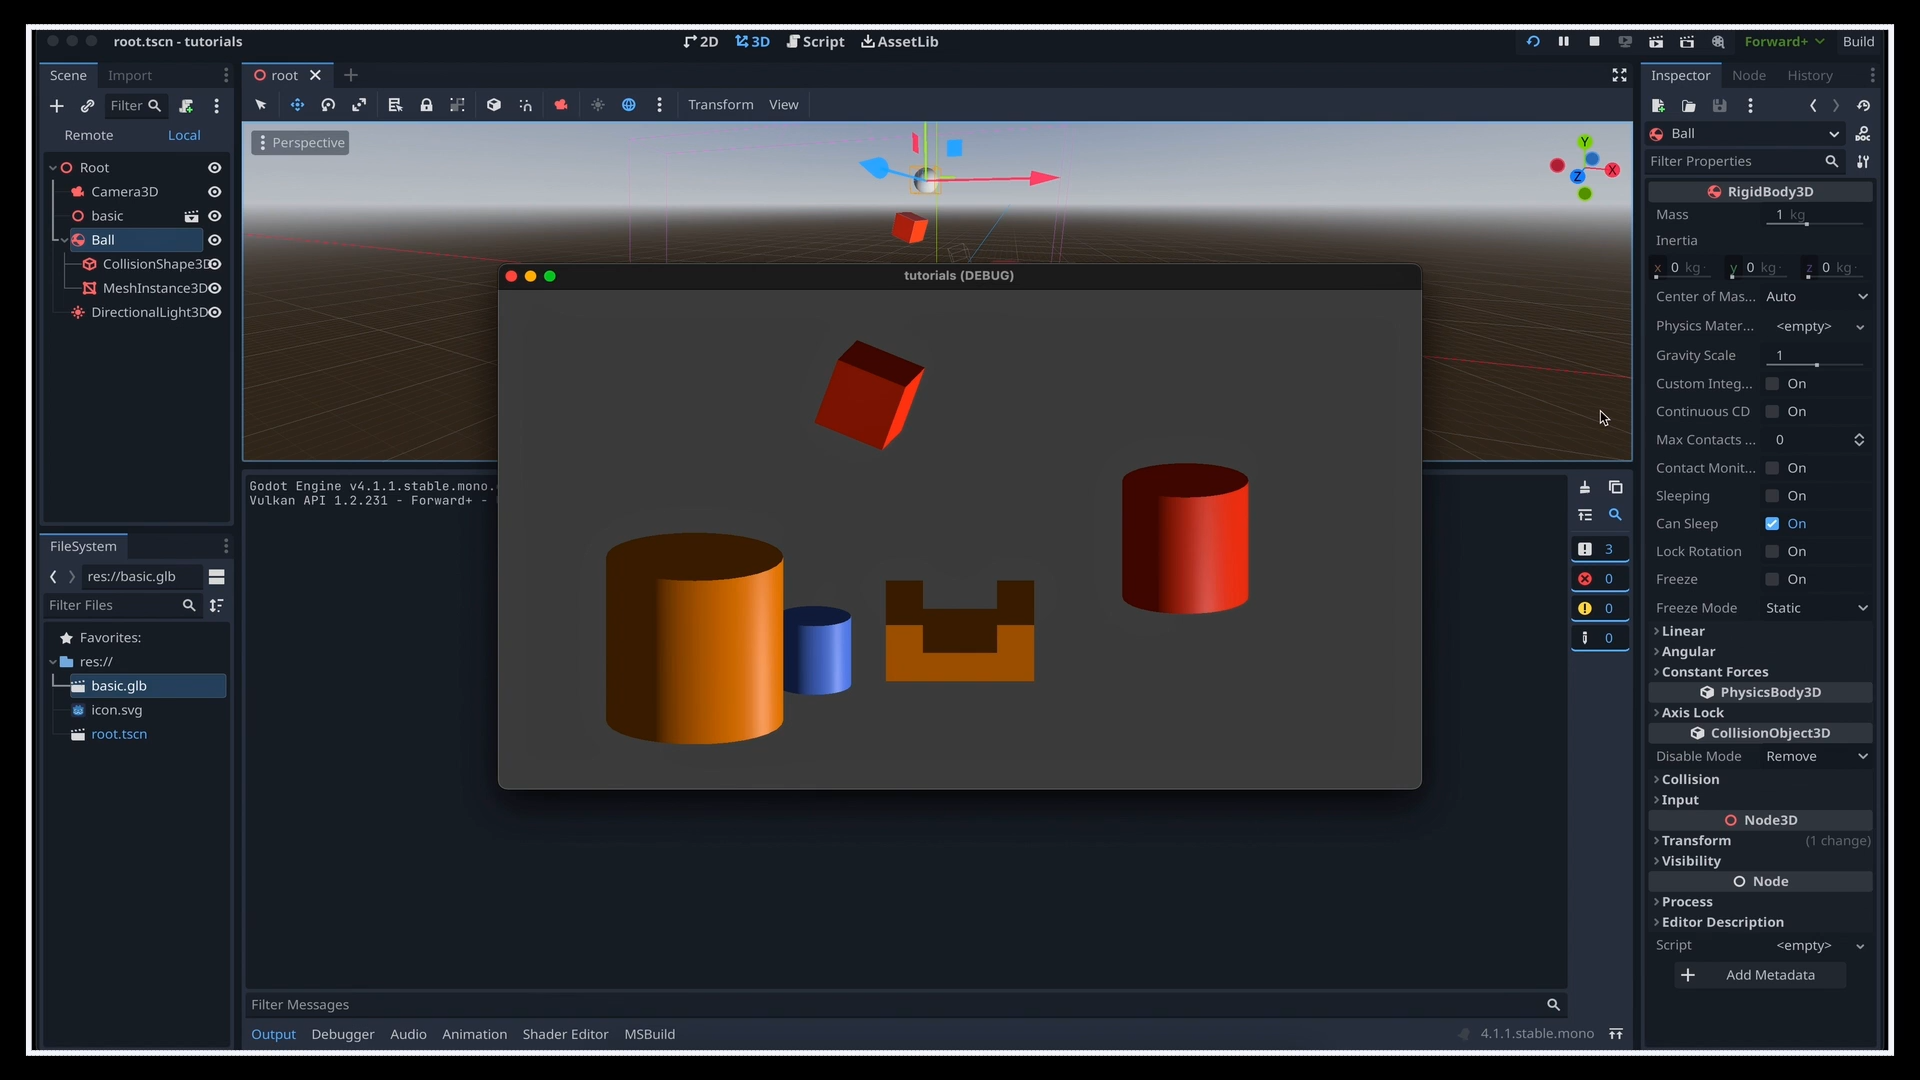 root.tscn - tutorials
2D 3D Script AssetLib
Forward+ Build
Scene Import
root
Filter
Transform View
Remote Local
Root
Camera3D
basic
Ball
CollisionShape3D
MeshInstance3D
DirectionalLight3D
Perspective
Y
X
Z
tutorials (DEBUG)
Godot Engine v4.1.1.stable.mono.
Vulkan API 1.2.231 - Forward+ -
3
0
0
0
FileSystem
res://basic.glb
Filter Files
Favorites:
res://
basic.glb
icon.svg
root.tscn
Filter Messages
Output Debugger Audio Animation Shader Editor MSBuild
4.1.1.stable.mono
Inspector Node History
Ball
DOC
Filter Properties
RigidBody3D
Mass 1 kg
Inertia
x 0 kg· y 0 kg· z 0 kg·
Center of Mas... Auto
Physics Mater... <empty>
Gravity Scale 1
Custom Integ... On
Continuous CD On
Max Contacts ... 0
Contact Monit... On
Sleeping On
Can Sleep On
Lock Rotation On
Freeze On
Freeze Mode Static
Linear
Angular
Constant Forces
PhysicsBody3D
Axis Lock
CollisionObject3D
Disable Mode Remove
Collision
Input
Node3D
Transform (1 change)
Visibility
Node
Process
Editor Description
Script <empty>
Add Metadata